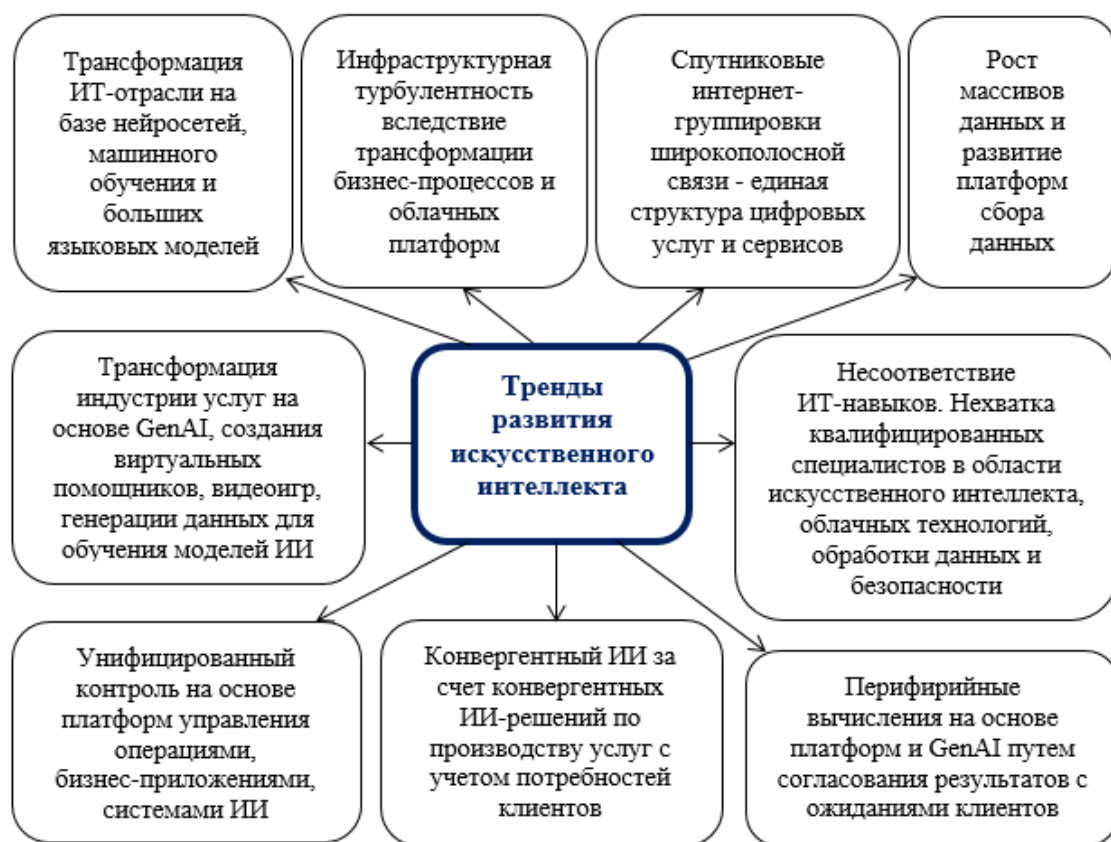 Трансформация
ИТ-отрасли на
базе нейросетей,
машинного
обучения и
больших
языковых моделей
Инфраструктурная
турбулентность
вследствие
трансформации
бизнес-процессов и
облачных
платформ
Спутниковые
интернет-
группировки
широкополосной
связи - единая
структура цифровых
услуг и сервисов
Рост
массивов
данных и
развитие
платформ
сбора
данных
Трансформация
индустрии услуг на
основе GenAI, создания
виртуальных
помощников, видеоигр,
генерации данных для
обучения моделей ИИ
Тренды
развития
искусственного
интеллекта
Несоответствие
ИТ-навыков. Нехватка
квалифицированных
специалистов в области
искусственного интеллекта,
облачных технологий,
обработки данных и
безопасности
Унифицированный
контроль на основе
платформ управления
операциями,
бизнес-приложениями,
системами ИИ
Конвергентный ИИ за
счет конвергентных
ИИ-решений по
производству услуг с
учетом потребностей
клиентов
Перифирийные
вычисления на основе
платформ и GenAI путем
согласования результатов с
ожиданиями клиентов